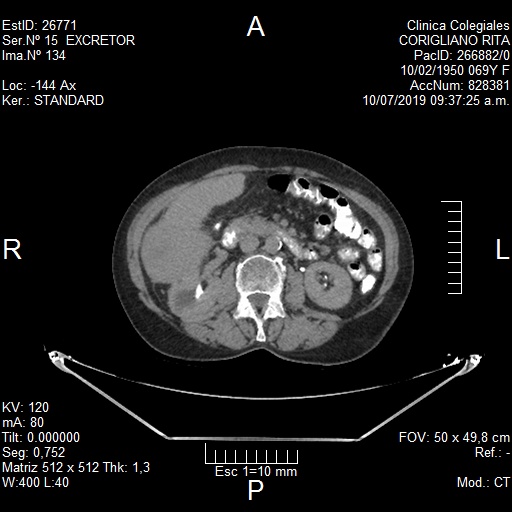 EstID: 26771
Ser.Nº 15 EXCRETOR
Ima.Nº 134
Loc: -144 Ax
Ker.: STANDARD
A
Clinica Colegiales
CORIGLIANO RITA
PacID: 266882/0
10/02/1950 069Y F
AccNum: 828381
10/07/2019 09:37:25 a.m.
R
L
KV: 120
mA: 80
Tilt: 0.000000
Seg: 0,752
Matriz 512 x 512 Thk: 1,3
W:400 L:40
Esc 1=10 mm
P
FOV: 50 x 49,8 cm
Ref.: -
Mod.: CT